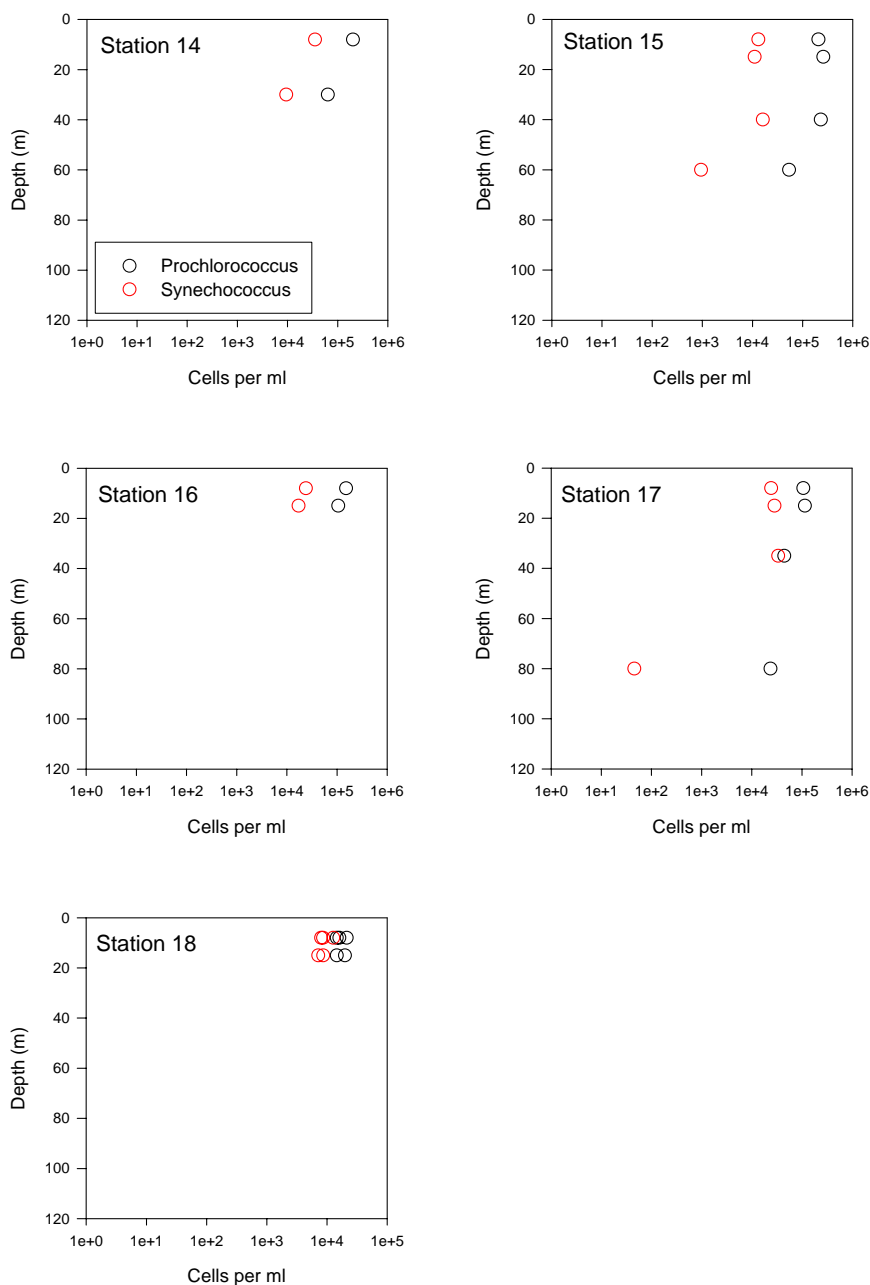 Station 14
Depth (m)
0
20
40
60
80
100
120
Prochlorococcus
Synechococcus
1e+0 1e+1 1e+2 1e+3 1e+4 1e+5 1e+6
Cells per ml
Station 15
Depth (m)
0
20
40
60
80
100
120
1e+0 1e+1 1e+2 1e+3 1e+4 1e+5 1e+6
Cells per ml
Station 16
Depth (m)
0
20
40
60
80
100
120
1e+0 1e+1 1e+2 1e+3 1e+4 1e+5 1e+6
Cells per ml
Station 17
Depth (m)
0
20
40
60
80
100
120
1e+0 1e+1 1e+2 1e+3 1e+4 1e+5 1e+6
Cells per ml
Station 18
Depth (m)
0
20
40
60
80
100
120
1e+0 1e+1 1e+2 1e+3 1e+4 1e+5
Cells per ml